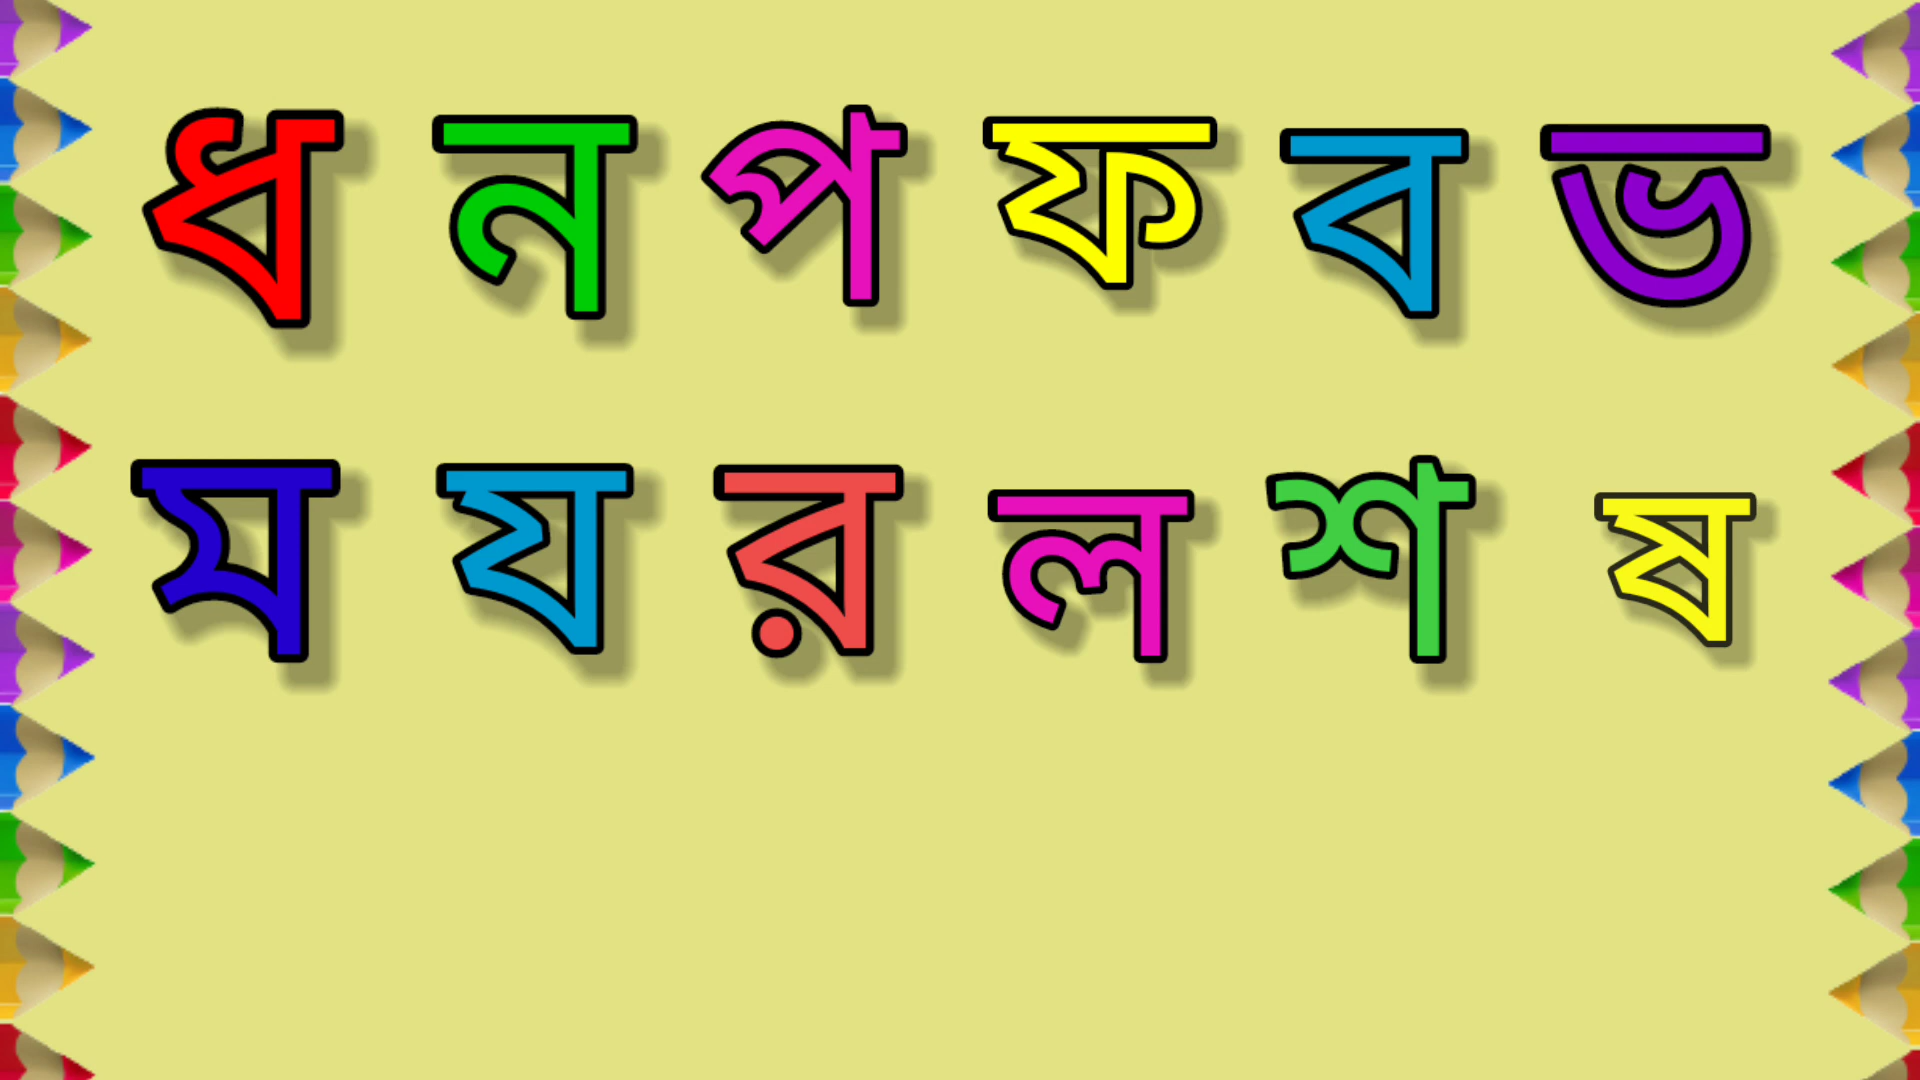 ধ ন প ফ ব ভ
ম য র ল শ ষ